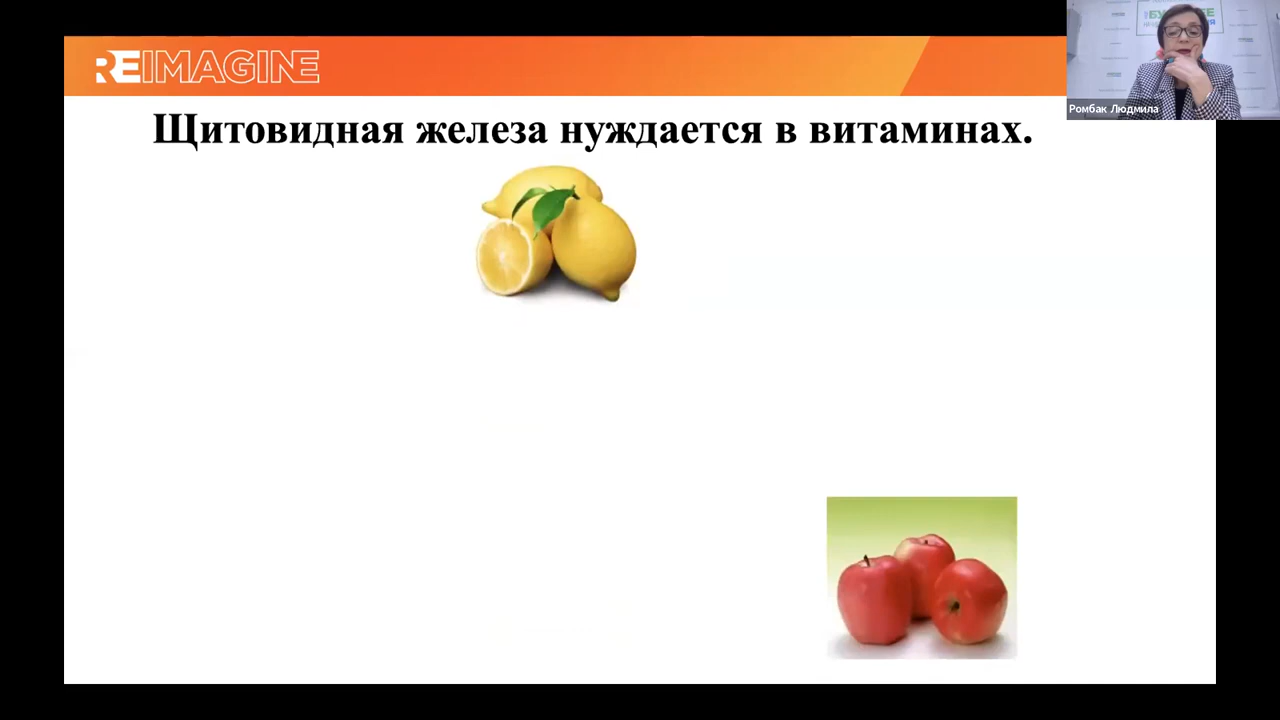 REIMAGINE
Щитовидная железа нуждается в витаминах.
Ромбак Людмила